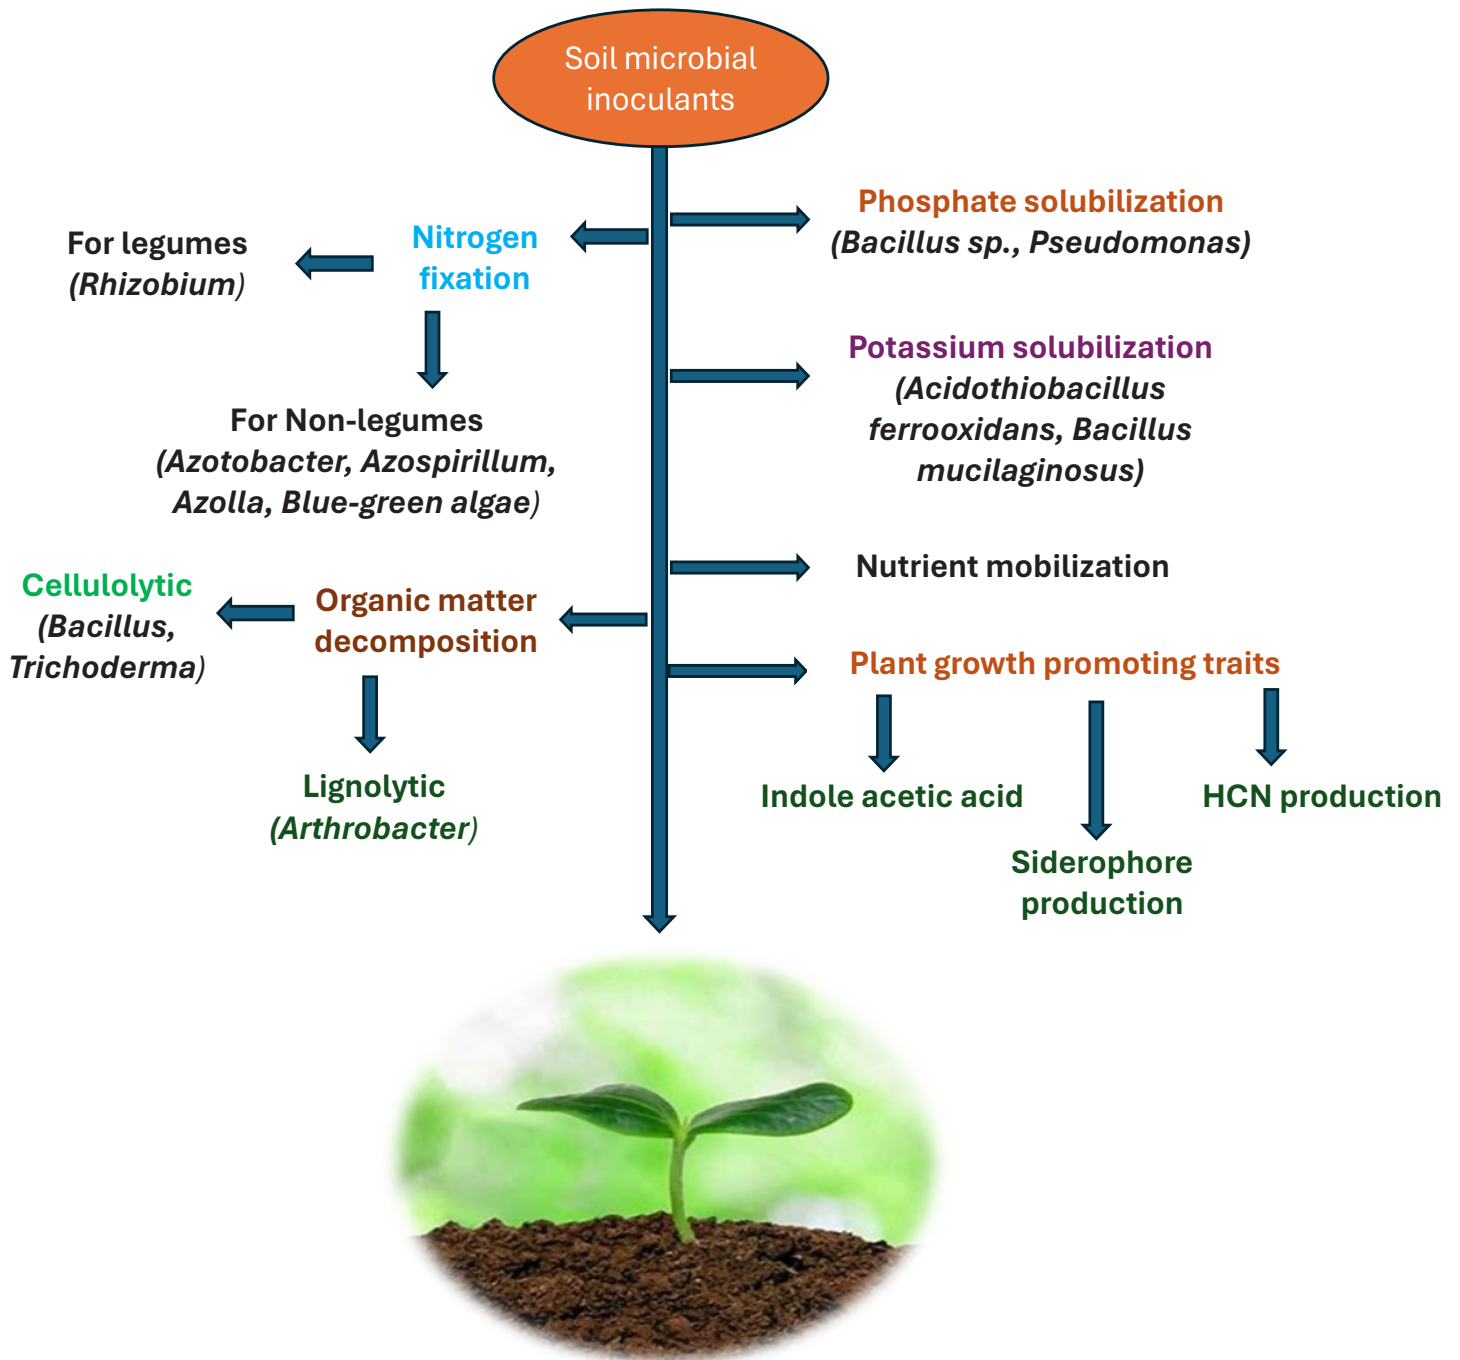 Soil microbial
inoculants
Phosphate solubilization
(Bacillus sp., Pseudomonas)
For legumes
(Rhizobium)
Nitrogen
fixation
Potassium solubilization
(Acidothiobacillus
ferrooxidans, Bacillus
mucilaginosus)
For Non-legumes
(Azotobacter, Azospirillum,
Azolla, Blue-green algae)
Nutrient mobilization
Cellulolytic
(Bacillus,
Trichoderma)
Organic matter
decomposition
Plant growth promoting traits
Lignolytic
(Arthrobacter)
Indole acetic acid
HCN production
Siderophore
production